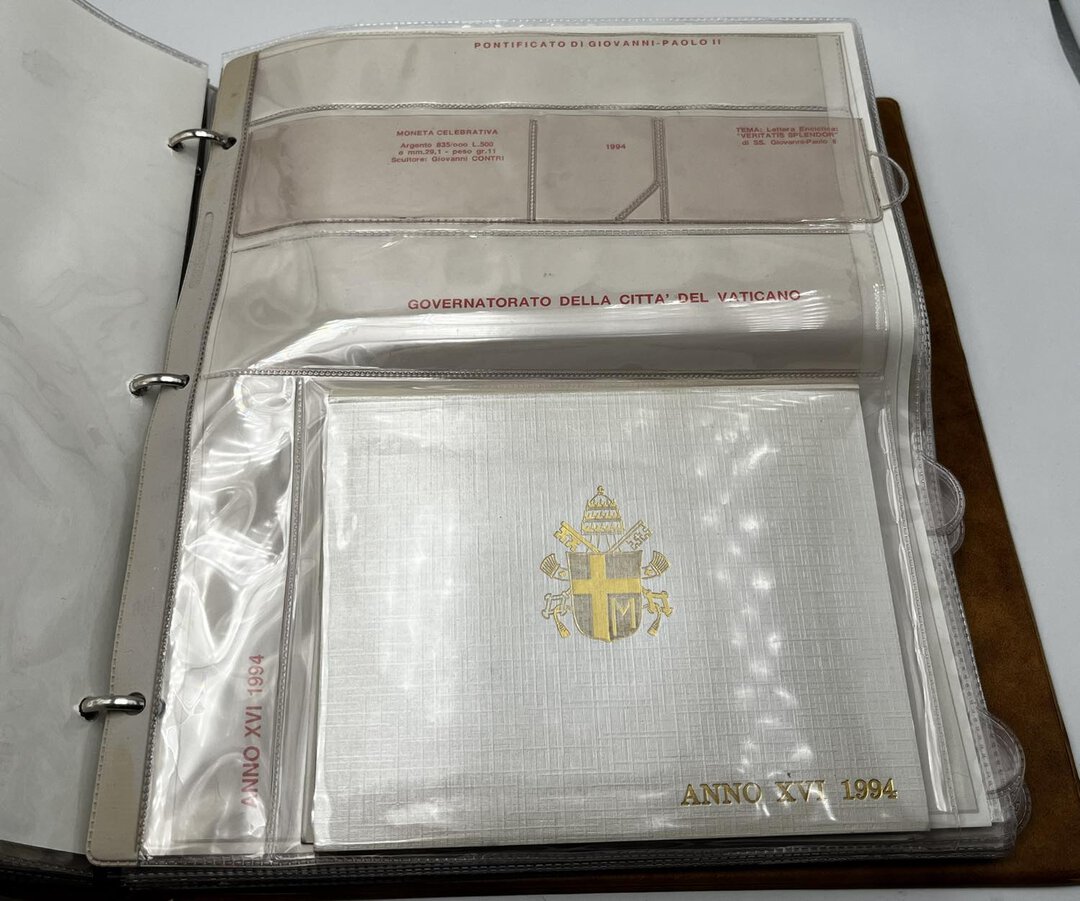 PONTIFICATO DI GIOVANNI-PAOLO II
MONETA CELEBRATIVA
Argento 835/ooo L.500
ø mm.29,1 - peso gr.11
Scultore: Giovanni CONTRI
1994
TEMA: Lettera Enciclica:
"VERITATIS SPLENDOR"
di SS. Giovanni-Paolo II
GOVERNATORATO DELLA CITTA' DEL VATICANO
ANNO XVI 1994
M
ANNO XVI 1994